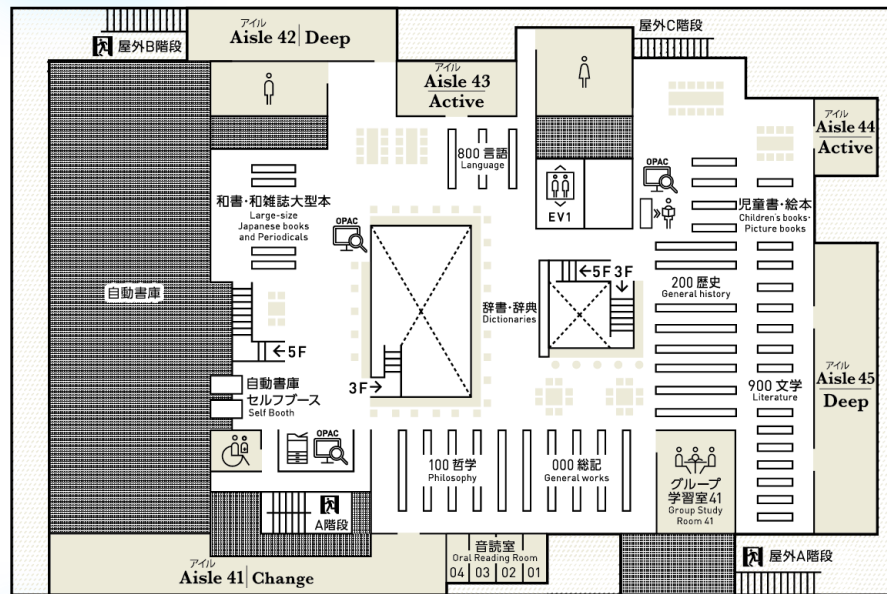 屋外B階段
アイル
Aisle 42 | Deep
屋外C階段
アイル
Aisle 43
Active
アイル
Aisle 44
Active
800 言語
Language
OPAC
EV1
和書・和雑誌大型本
Large-size
Japanese books
and Periodicals
OPAC
児童書・絵本
Children's books・
Picture books
自動書庫
←5F
3F
200 歴史
General history
辞書・辞典
Dictionaries
←5F
3F→
自動書庫
セルフブース
Self Booth
900 文学
Literature
アイル
Aisle 45
Deep
OPAC
100 哲学
Philosophy
000 総記
General works
グループ
学習室41
Group Study
Room 41
A階段
音読室
Oral Reading Room
04 03 02 01
アイル
Aisle 41 | Change
屋外A階段